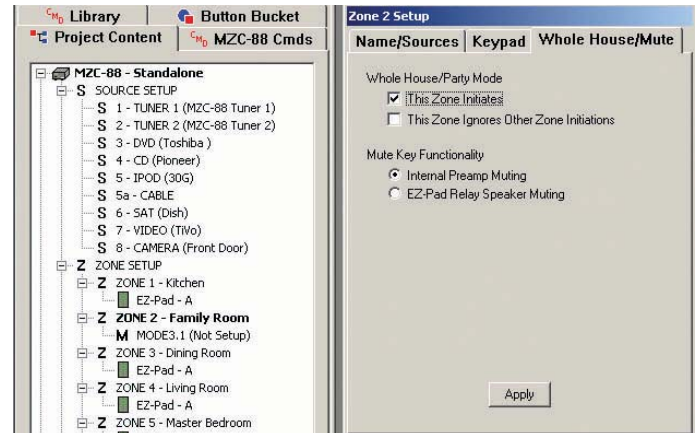 CMD Library
Button Bucket
Project Content
CMD MZC-88 Cmds
MZC-88 - Standalone
S SOURCE SETUP
S 1 - TUNER 1 (MZC-88 Tuner 1)
S 2 - TUNER 2 (MZC-88 Tuner 2)
S 3 - DVD (Toshiba )
S 4 - CD (Pioneer)
S 5 - IPOD (30G)
S 5a - CABLE
S 6 - SAT (Dish)
S 7 - VIDEO (TiVo)
S 8 - CAMERA (Front Door)
Z ZONE SETUP
Z ZONE 1 - Kitchen
EZ-Pad - A
Z ZONE 2 - Family Room
M MODE3.1 (Not Setup)
Z ZONE 3 - Dining Room
EZ-Pad - A
Z ZONE 4 - Living Room
EZ-Pad - A
Z ZONE 5 - Master Bedroom
Zone 2 Setup
Name/Sources
Keypad
Whole House/Mute
Whole House/Party Mode
This Zone Initiates
This Zone Ignores Other Zone Initiations
Mute Key Functionality
Internal Preamp Muting
EZ-Pad Relay Speaker Muting
Apply